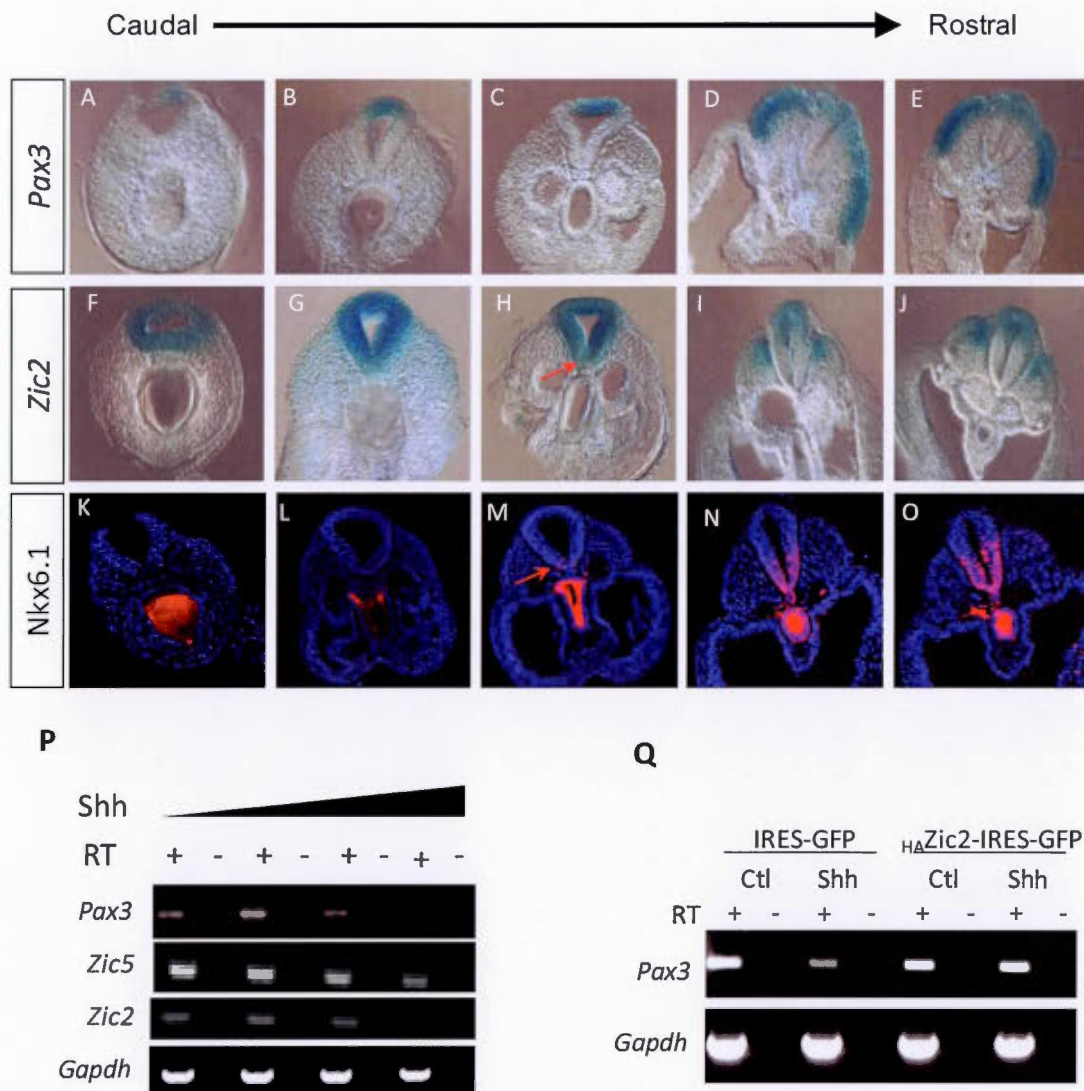 Caudal Rostral
Pax3
A B C D E
Zic2
F G H I J
Nkx6.1
K L M N O
P
Shh
RT + - + - + - + -
Pax3
Zic5
Zic2
Gapdh
Q
IRES-GFP HAZic2-IRES-GFP
Ctl Shh Ctl Shh
RT + - + - + - + -
Pax3
Gapdh